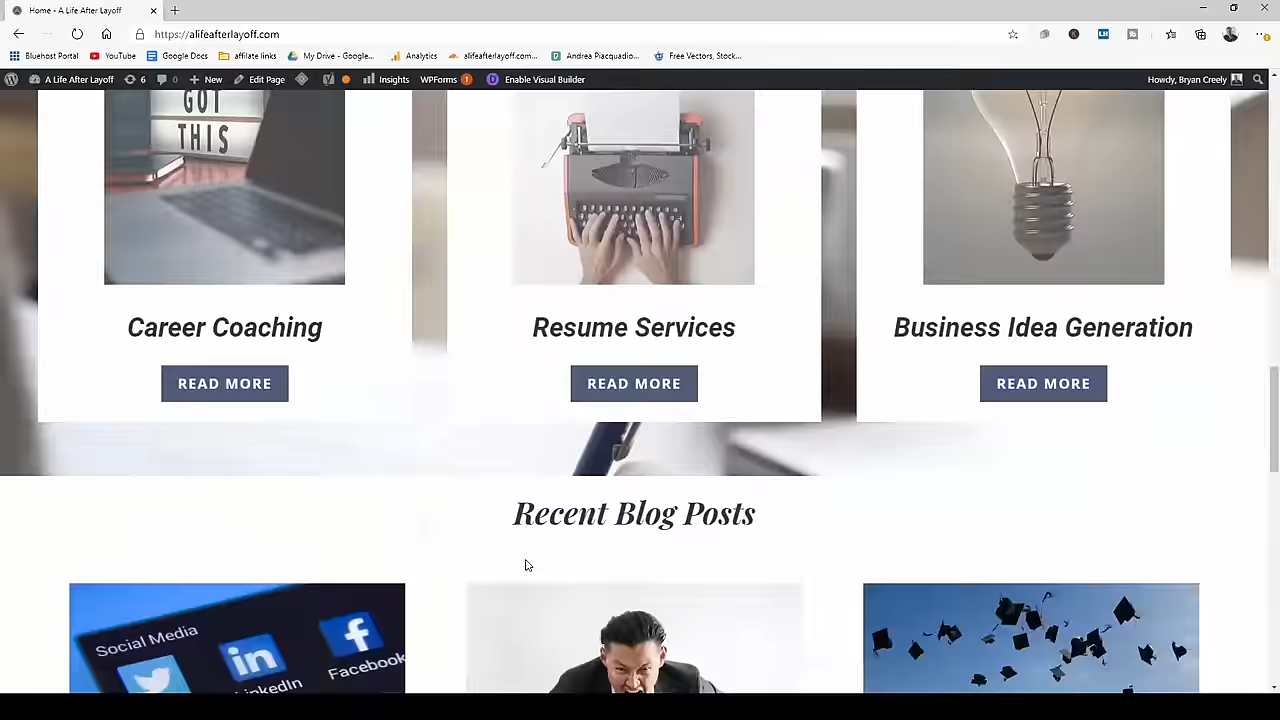 Home - A Life After Layoff
https://alifeafterlayoff.com
Bluehost Portal YouTube Google Docs affilate links My Drive - Google... Analytics alifeafterlayoff.com... Andrea Piacquadio... Free Vectors, Stock...
A Life After Layoff 6 0 New Edit Page Insights WPForms 1 D Enable Visual Builder Howdy, Bryan Creely
GOT
THIS
Career Coaching Resume Services Business Idea Generation
READ MORE READ MORE READ MORE
Recent Blog Posts
Social Media
in
f
LinkedIn
Facebook